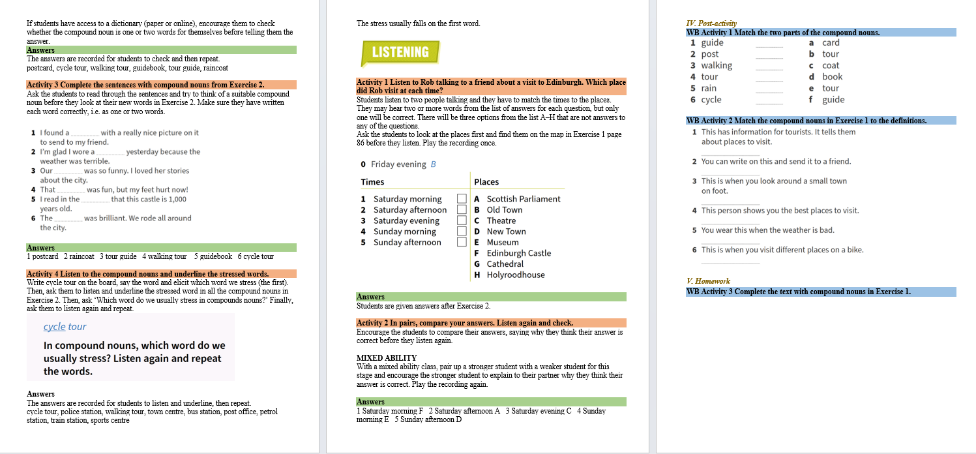 If students have access to a dictionary (paper or online), encourage them to check
whether the compound noun is one or two words for themselves before telling them the
answer.
Answers
The answers are recorded for students to check and then repeat.
postcard, cycle tour, walking tour, guidebook, tour guide, raincoat
Activity 3 Complete the sentences with compound nouns from Exercise 2.
Ask the students to read through the sentences and try to think of a suitable compound
noun before they look at their new words in Exercise 2. Make sure they have written
each word correctly, i.e. as one or two words.
1 I found a ______ with a really nice picture on it
to send to my friend.
2 I'm glad I wore a ______ yesterday because the
weather was terrible.
3 Our ______ was so funny. I loved her stories
about the city.
4 That ______ was fun, but my feet hurt now!
5 I read in the ______ that this castle is 1,000
years old.
6 The ______ was brilliant. We rode all around
the city.
Answers
1 postcard 2 raincoat 3 tour guide 4 walking tour 5 guidebook 6 cycle tour
Activity 4 Listen to the compound nouns and underline the stressed words.
Write cycle tour on the board, say the word and elicit which word we stress (the first).
Then, ask them to listen and underline the stressed word in all the compound nouns in
Exercise 2. Then, ask 'Which word do we usually stress in compounds nouns?' Finally,
ask them to listen again and repeat.
cycle tour
In compound nouns, which word do we
usually stress? Listen again and repeat
the words.
Answers
The answers are recorded for students to listen and underline, then repeat.
cycle tour, police station, walking tour, town centre, bus station, post office, petrol
station, train station, sports centre
The stress usually falls on the first word.
LISTENING
Activity 1 Listen to Rob talking to a friend about a visit to Edinburgh. Which place
did Rob visit at each time?
Students listen to two people talking and they have to match the times to the places.
They may hear two or more words from the list of answers for each question, but only
one will be correct. There will be three options from the list A–H that are not answers to
any of the questions.
Ask the students to look at the places first and find them on the map in Exercise 1 page
86 before they listen. Play the recording once.
0 Friday evening B
Times Places
1 Saturday morning A Scottish Parliament
2 Saturday afternoon B Old Town
3 Saturday evening C Theatre
4 Sunday morning D New Town
5 Sunday afternoon E Museum
F Edinburgh Castle
G Cathedral
H Holyroodhouse
Answers
Students are given answers after Exercise 2.
Activity 2 In pairs, compare your answers. Listen again and check.
Encourage the students to compare their answers, saying why they think their answer is
correct before they listen again.
MIXED ABILITY
With a mixed ability class, pair up a stronger student with a weaker student for this
stage and encourage the stronger student to explain to their partner why they think their
answer is correct. Play the recording again.
Answers
1 Saturday morning F 2 Saturday afternoon A 3 Saturday evening C 4 Sunday
morning E 5 Sunday afternoon D
IV. Post-activity
WB Activity 1 Match the two parts of the compound nouns.
1 guide ______ a card
2 post ______ b tour
3 walking ______ c coat
4 tour ______ d book
5 rain ______ e tour
6 cycle ______ f guide
WB Activity 2 Match the compound nouns in Exercise 1 to the definitions.
1 This has information for tourists. It tells them
about places to visit.
2 You can write on this and send it to a friend.
3 This is when you look around a small town
on foot.
4 This person shows you the best places to visit.
5 You wear this when the weather is bad.
6 This is when you visit different places on a bike.
V. Homework
WB Activity 3 Complete the text with compound nouns in Exercise 1.